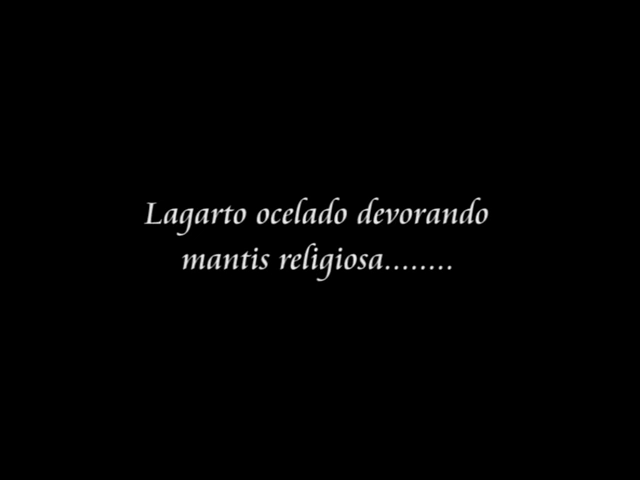 Lagarto ocelado devorando
mantis religiosa........